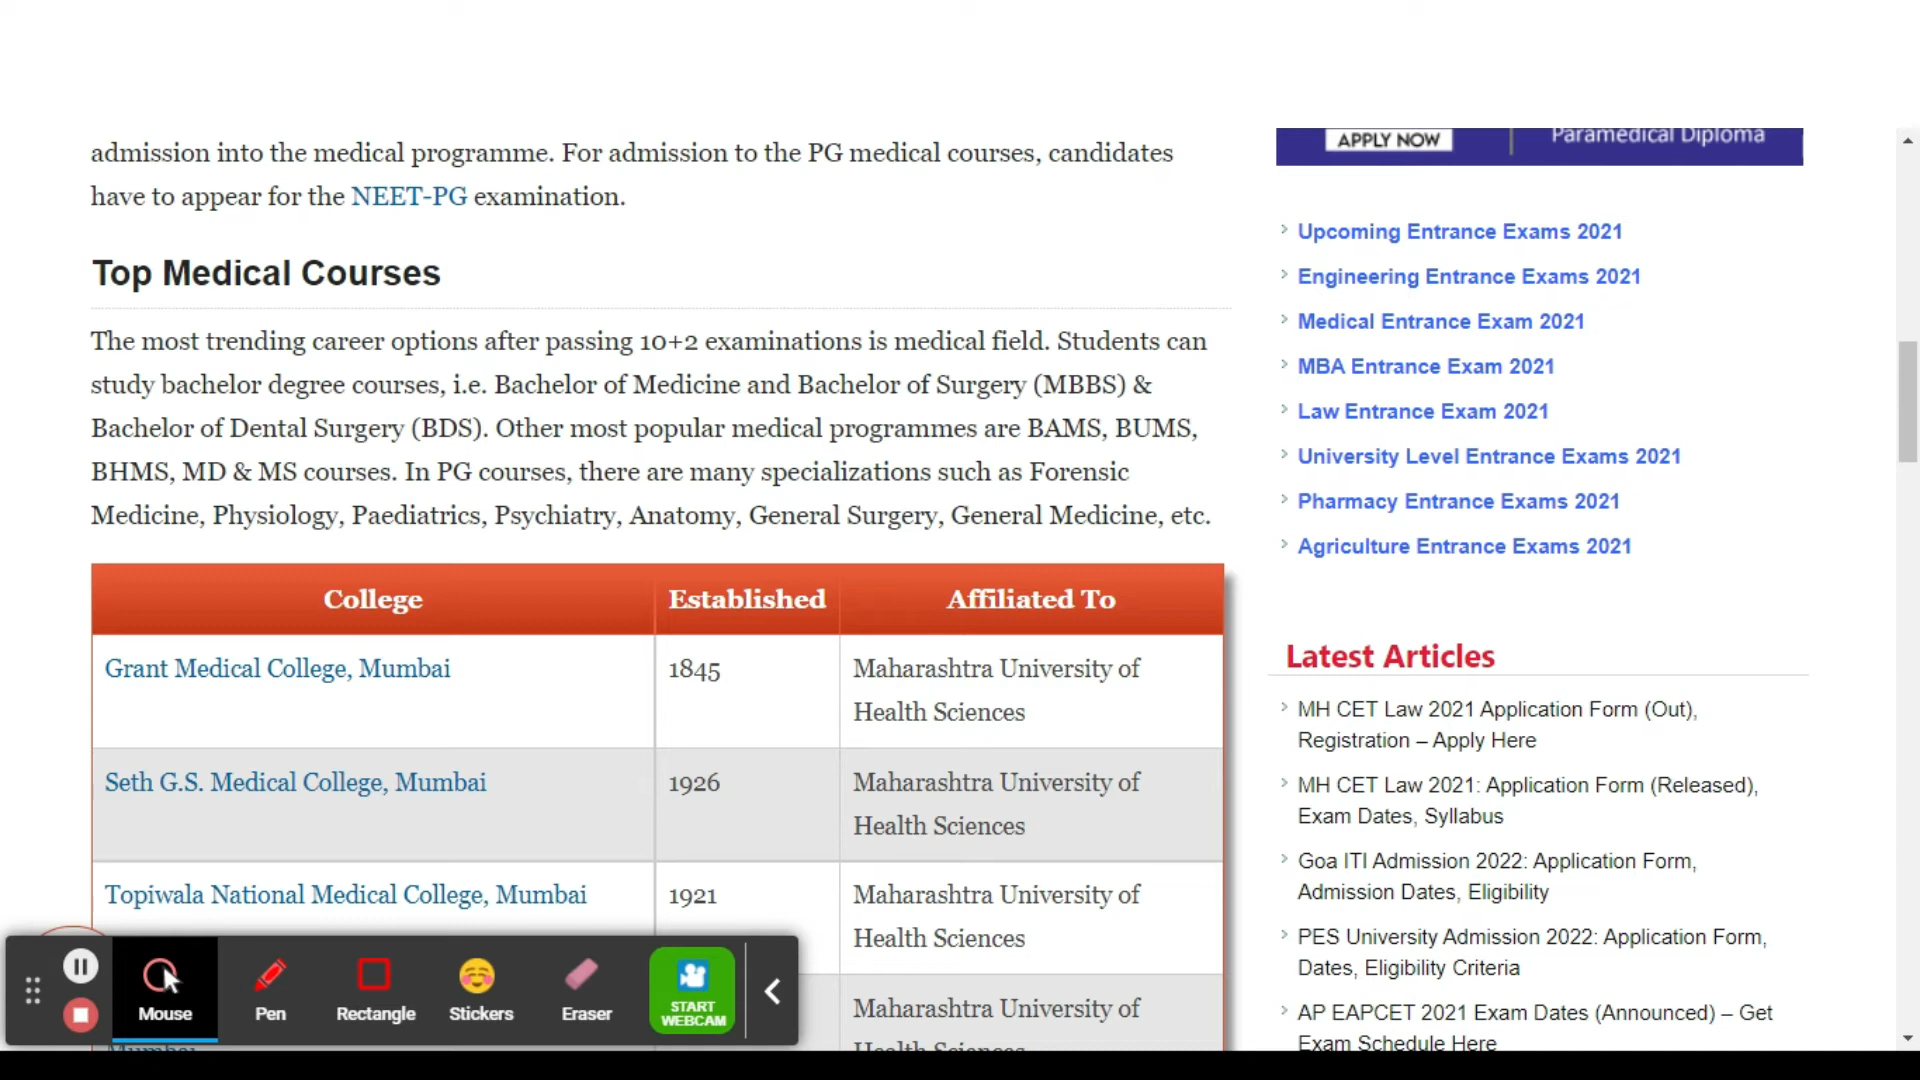 admission into the medical programme. For admission to the PG medical courses, candidates
have to appear for the NEET-PG examination.
Top Medical Courses
The most trending career options after passing 10+2 examinations is medical field. Students can
study bachelor degree courses, i.e. Bachelor of Medicine and Bachelor of Surgery (MBBS) &
Bachelor of Dental Surgery (BDS). Other most popular medical programmes are BAMS, BUMS,
BHMS, MD & MS courses. In PG courses, there are many specializations such as Forensic
Medicine, Physiology, Paediatrics, Psychiatry, Anatomy, General Surgery, General Medicine, etc.
College Established Affiliated To
Grant Medical College, Mumbai 1845 Maharashtra University of
Health Sciences
Seth G.S. Medical College, Mumbai 1926 Maharashtra University of
Health Sciences
Topiwala National Medical College, Mumbai 1921 Maharashtra University of
Health Sciences
Maharashtra University of
Health Sciences
Mumbai
APPLY NOW
Paramedical Diploma
Upcoming Entrance Exams 2021
Engineering Entrance Exams 2021
Medical Entrance Exam 2021
MBA Entrance Exam 2021
Law Entrance Exam 2021
University Level Entrance Exams 2021
Pharmacy Entrance Exams 2021
Agriculture Entrance Exams 2021
Latest Articles
MH CET Law 2021 Application Form (Out),
Registration – Apply Here
MH CET Law 2021: Application Form (Released),
Exam Dates, Syllabus
Goa ITI Admission 2022: Application Form,
Admission Dates, Eligibility
PES University Admission 2022: Application Form,
Dates, Eligibility Criteria
AP EAPCET 2021 Exam Dates (Announced) – Get
Exam Schedule Here
Mouse
Pen
Rectangle
Stickers
Eraser
START
WEBCAM